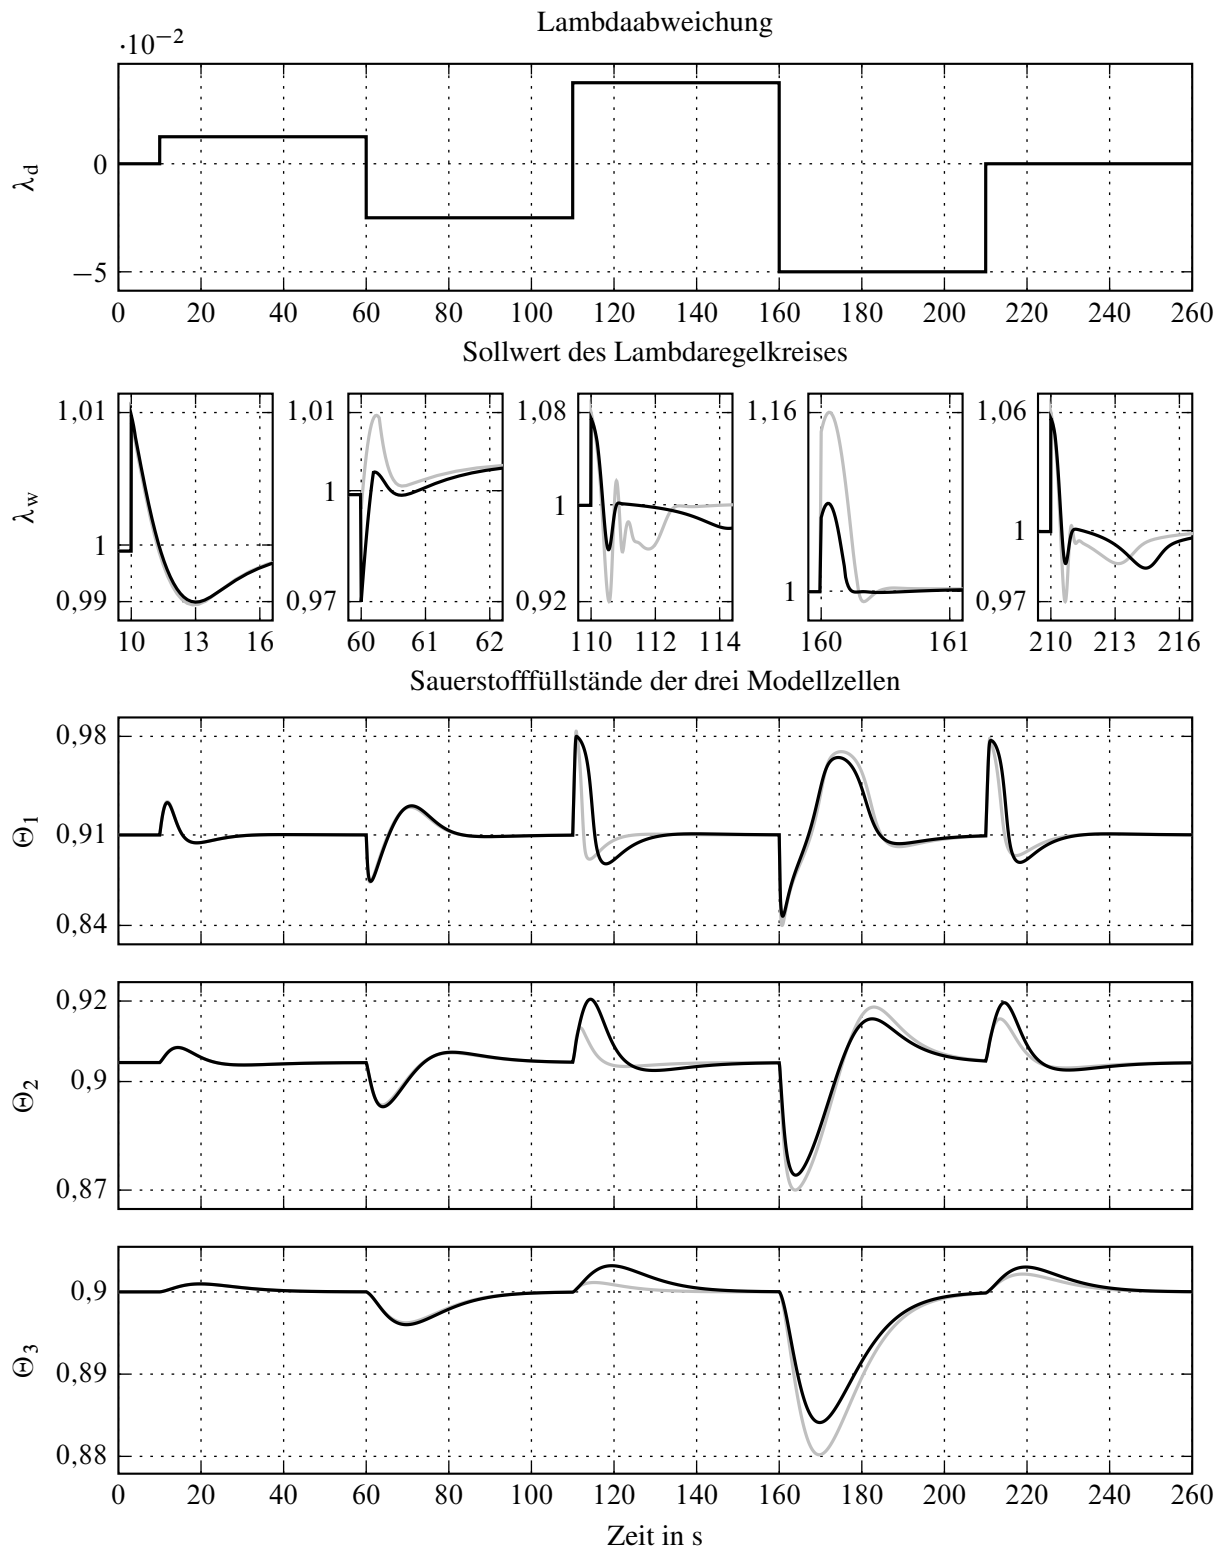 Lambdaabweichung
·10−2
0
−5
λd
0 20 40 60 80 100 120 140 160 180 200 220 240 260
Sollwert des Lambdaregelkreises
λw
1,01 1 0,99
10 13 16
1,01 1 0,97
60 61 62
1,08 1 0,92
110 112 114
1,16 1
160 161
1,06 1 0,97
210 213 216
Sauerstofffüllstände der drei Modellzellen
0,98
0,91
0,84
Θ1
0,92
0,9
0,87
Θ2
0,9
0,89
0,88
Θ3
0 20 40 60 80 100 120 140 160 180 200 220 240 260
Zeit in s